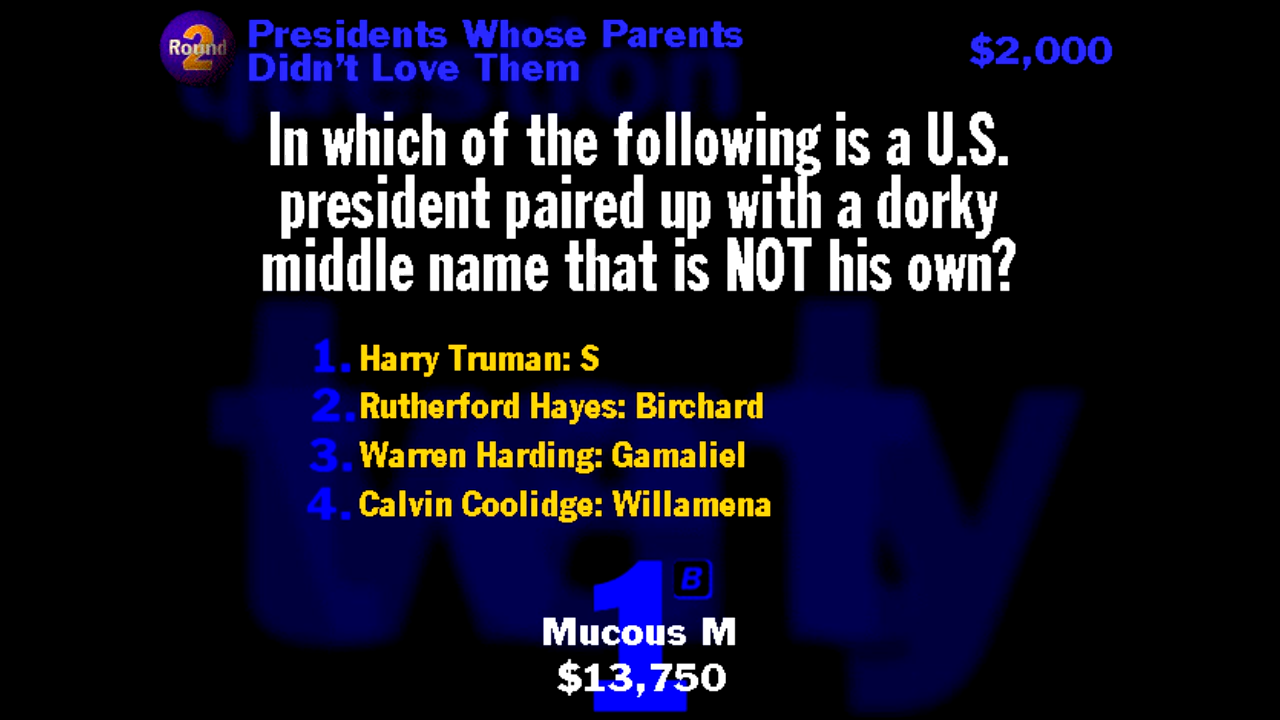 Round 2
Presidents Whose Parents
Didn't Love Them
$2,000
question
In which of the following is a U.S.
president paired up with a dorky
middle name that is NOT his own?
1. Harry Truman: S
2. Rutherford Hayes: Birchard
3. Warren Harding: Gamaliel
4. Calvin Coolidge: Willamena
1
B
Mucous M
$13,750